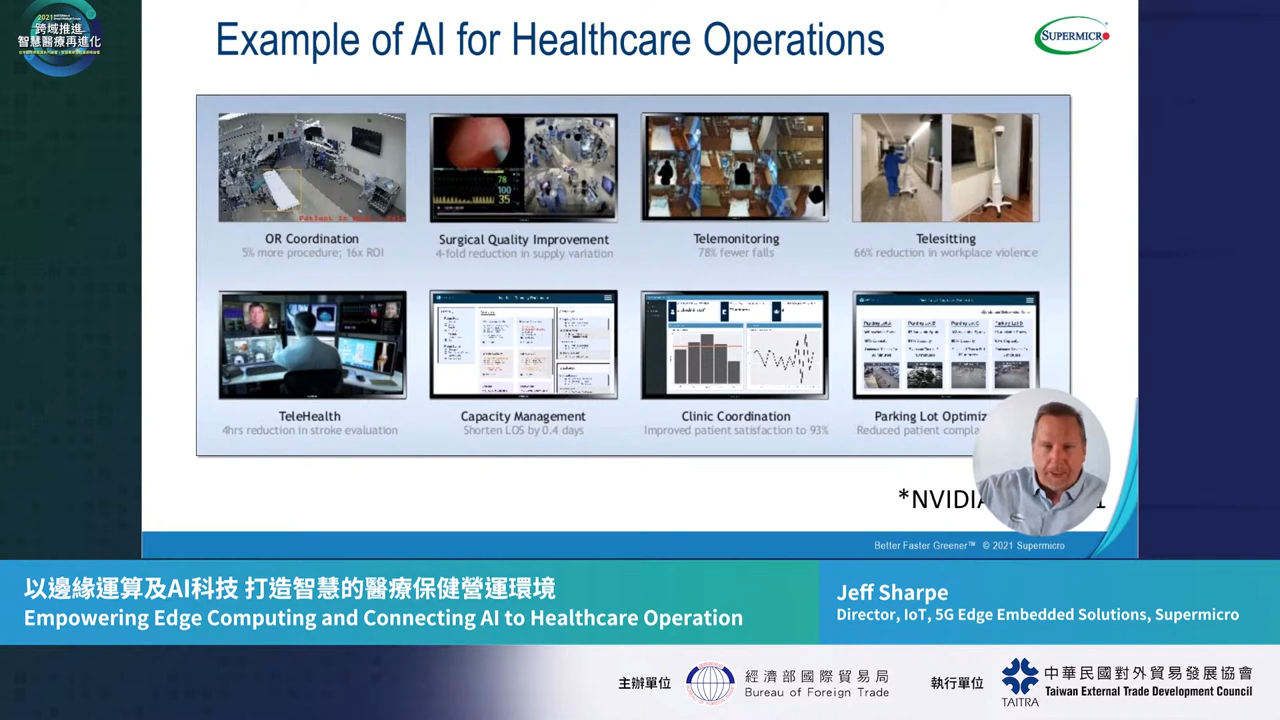 2021
跨域推進
智慧醫療再進化
Example of AI for Healthcare Operations
SUPERMICRO
78
100
35
OR Coordination
5% more procedure; 16x ROI
Surgical Quality Improvement
4-fold reduction in supply variation
Telemonitoring
78% fewer falls
Telesitting
66% reduction in workplace violence
Parking Lot A
Parking Lot B
Parking Lot C
Parking Lot D
TeleHealth
4hrs reduction in stroke evaluation
Capacity Management
Shorten LOS by 0.4 days
Clinic Coordination
Improved patient satisfaction to 93%
Parking Lot Optimiz
Reduced patient compla
*NVIDIA
Better Faster Greener™ © 2021 Supermicro
以邊緣運算及AI科技 打造智慧的醫療保健營運環境
Empowering Edge Computing and Connecting AI to Healthcare Operation
Jeff Sharpe
Director, IoT, 5G Edge Embedded Solutions, Supermicro
主辦單位
經濟部國際貿易局
Bureau of Foreign Trade
執行單位
TAITRA
中華民國對外貿易發展協會
Taiwan External Trade Development Council